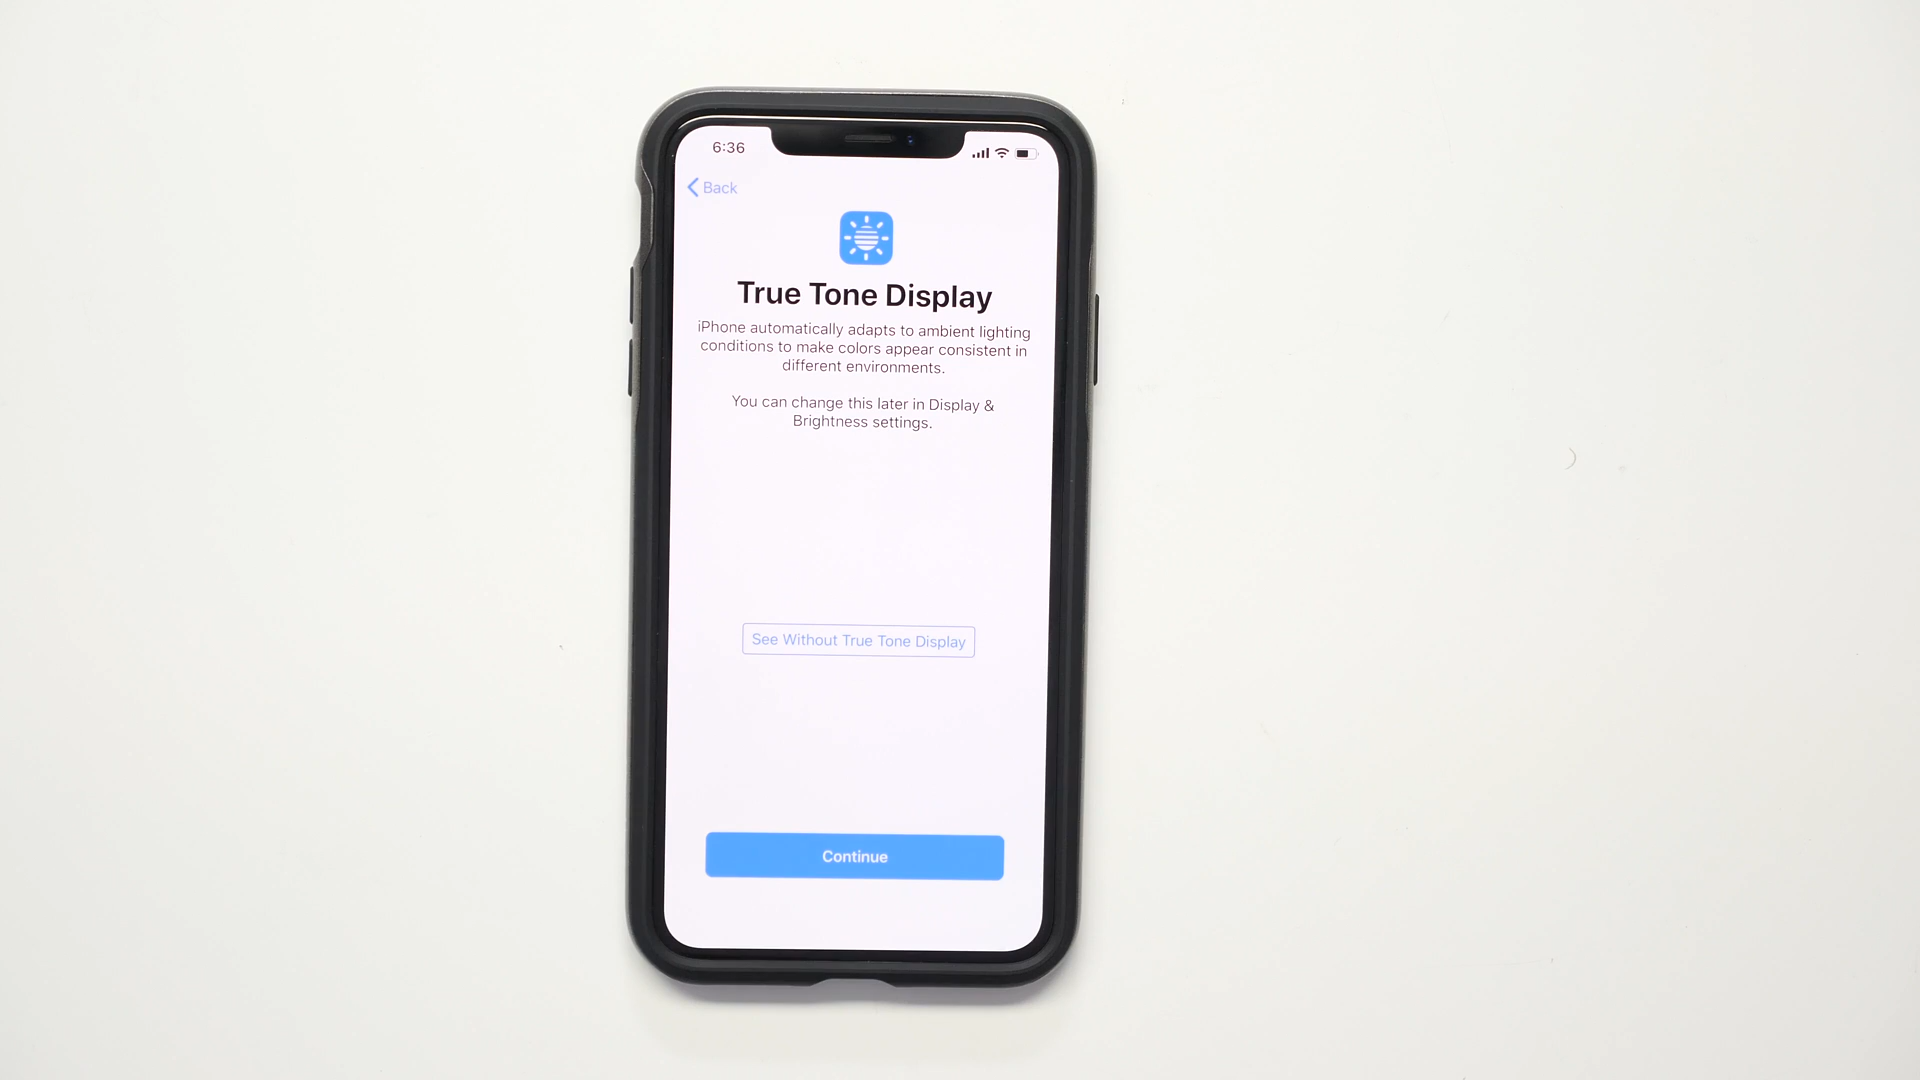 6:36
Back
True Tone Display
iPhone automatically adapts to ambient lighting
conditions to make colors appear consistent in
different environments.
You can change this later in Display &
Brightness settings.
See Without True Tone Display
Continue